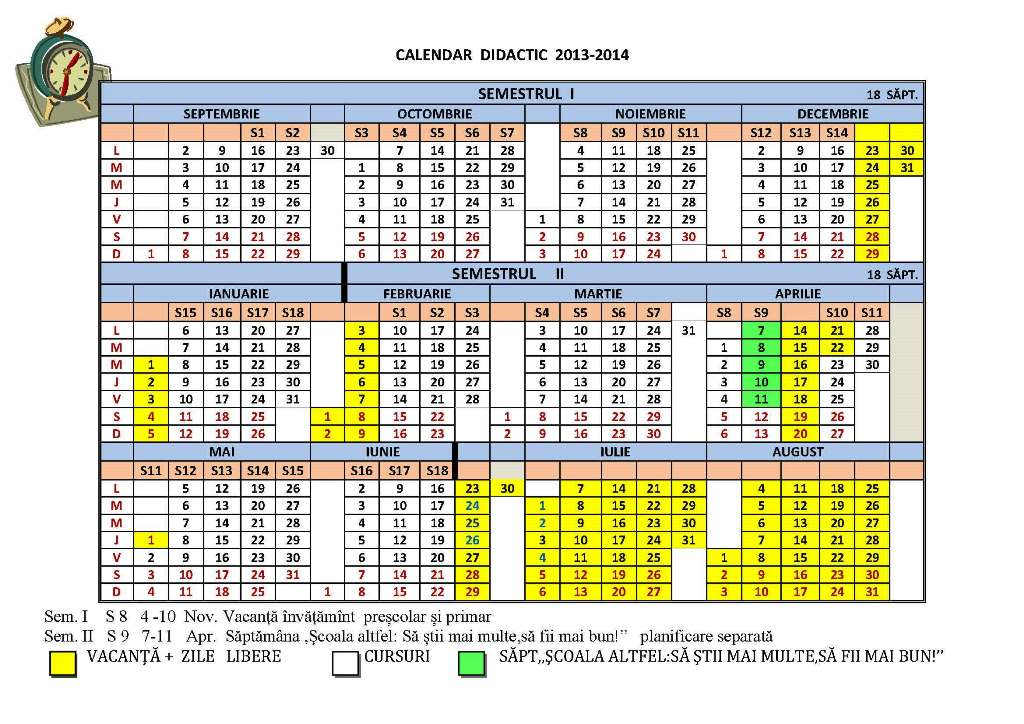 CALENDAR DIDACTIC 2013-2014
SEMESTRUL I 18 SĂPT.
SEPTEMBRIE OCTOMBRIE NOIEMBRIE DECEMBRIE
S1 S2 S3 S4 S5 S6 S7 S8 S9 S10 S11 S12 S13 S14
L 2 9 16 23 30 7 14 21 28 4 11 18 25 2 9 16 23 30
M 3 10 17 24 1 8 15 22 29 5 12 19 26 3 10 17 24 31
M 4 11 18 25 2 9 16 23 30 6 13 20 27 4 11 18 25
J 5 12 19 26 3 10 17 24 31 7 14 21 28 5 12 19 26
V 6 13 20 27 4 11 18 25 1 8 15 22 29 6 13 20 27
S 7 14 21 28 5 12 19 26 2 9 16 23 30 7 14 21 28
D 1 8 15 22 29 6 13 20 27 3 10 17 24 1 8 15 22 29
SEMESTRUL II 18 SĂPT.
IANUARIE FEBRUARIE MARTIE APRILIE
S15 S16 S17 S18 S1 S2 S3 S4 S5 S6 S7 S8 S9 S10 S11
L 6 13 20 27 3 10 17 24 3 10 17 24 31 7 14 21 28
M 7 14 21 28 4 11 18 25 4 11 18 25 1 8 15 22 29
M 1 8 15 22 29 5 12 19 26 5 12 19 26 2 9 16 23 30
J 2 9 16 23 30 6 13 20 27 6 13 20 27 3 10 17 24
V 3 10 17 24 31 7 14 21 28 7 14 21 28 4 11 18 25
S 4 11 18 25 1 8 15 22 1 8 15 22 29 5 12 19 26
D 5 12 19 26 2 9 16 23 2 9 16 23 30 6 13 20 27
MAI IUNIE IULIE AUGUST
S11 S12 S13 S14 S15 S16 S17 S18
L 5 12 19 26 2 9 16 23 30 7 14 21 28 4 11 18 25
M 6 13 20 27 3 10 17 24 1 8 15 22 29 5 12 19 26
M 7 14 21 28 4 11 18 25 2 9 16 23 30 6 13 20 27
J 1 8 15 22 29 5 12 19 26 3 10 17 24 31 7 14 21 28
V 2 9 16 23 30 6 13 20 27 4 11 18 25 1 8 15 22 29
S 3 10 17 24 31 7 14 21 28 5 12 19 26 2 9 16 23 30
D 4 11 18 25 1 8 15 22 29 6 13 20 27 3 10 17 24 31
Sem. I S 8 4 -10 Nov. Vacanță învățămînt preșcolar și primar
Sem. II S 9 7-11 Apr. Săptămâna ‚Școala altfel: Să știi mai multe,să fii mai bun!” planificare separată
VACANȚĂ + ZILE LIBERE CURSURI SĂPT,,ȘCOALA ALTFEL:SĂ ȘTII MAI MULTE,SĂ FII MAI BUN!”